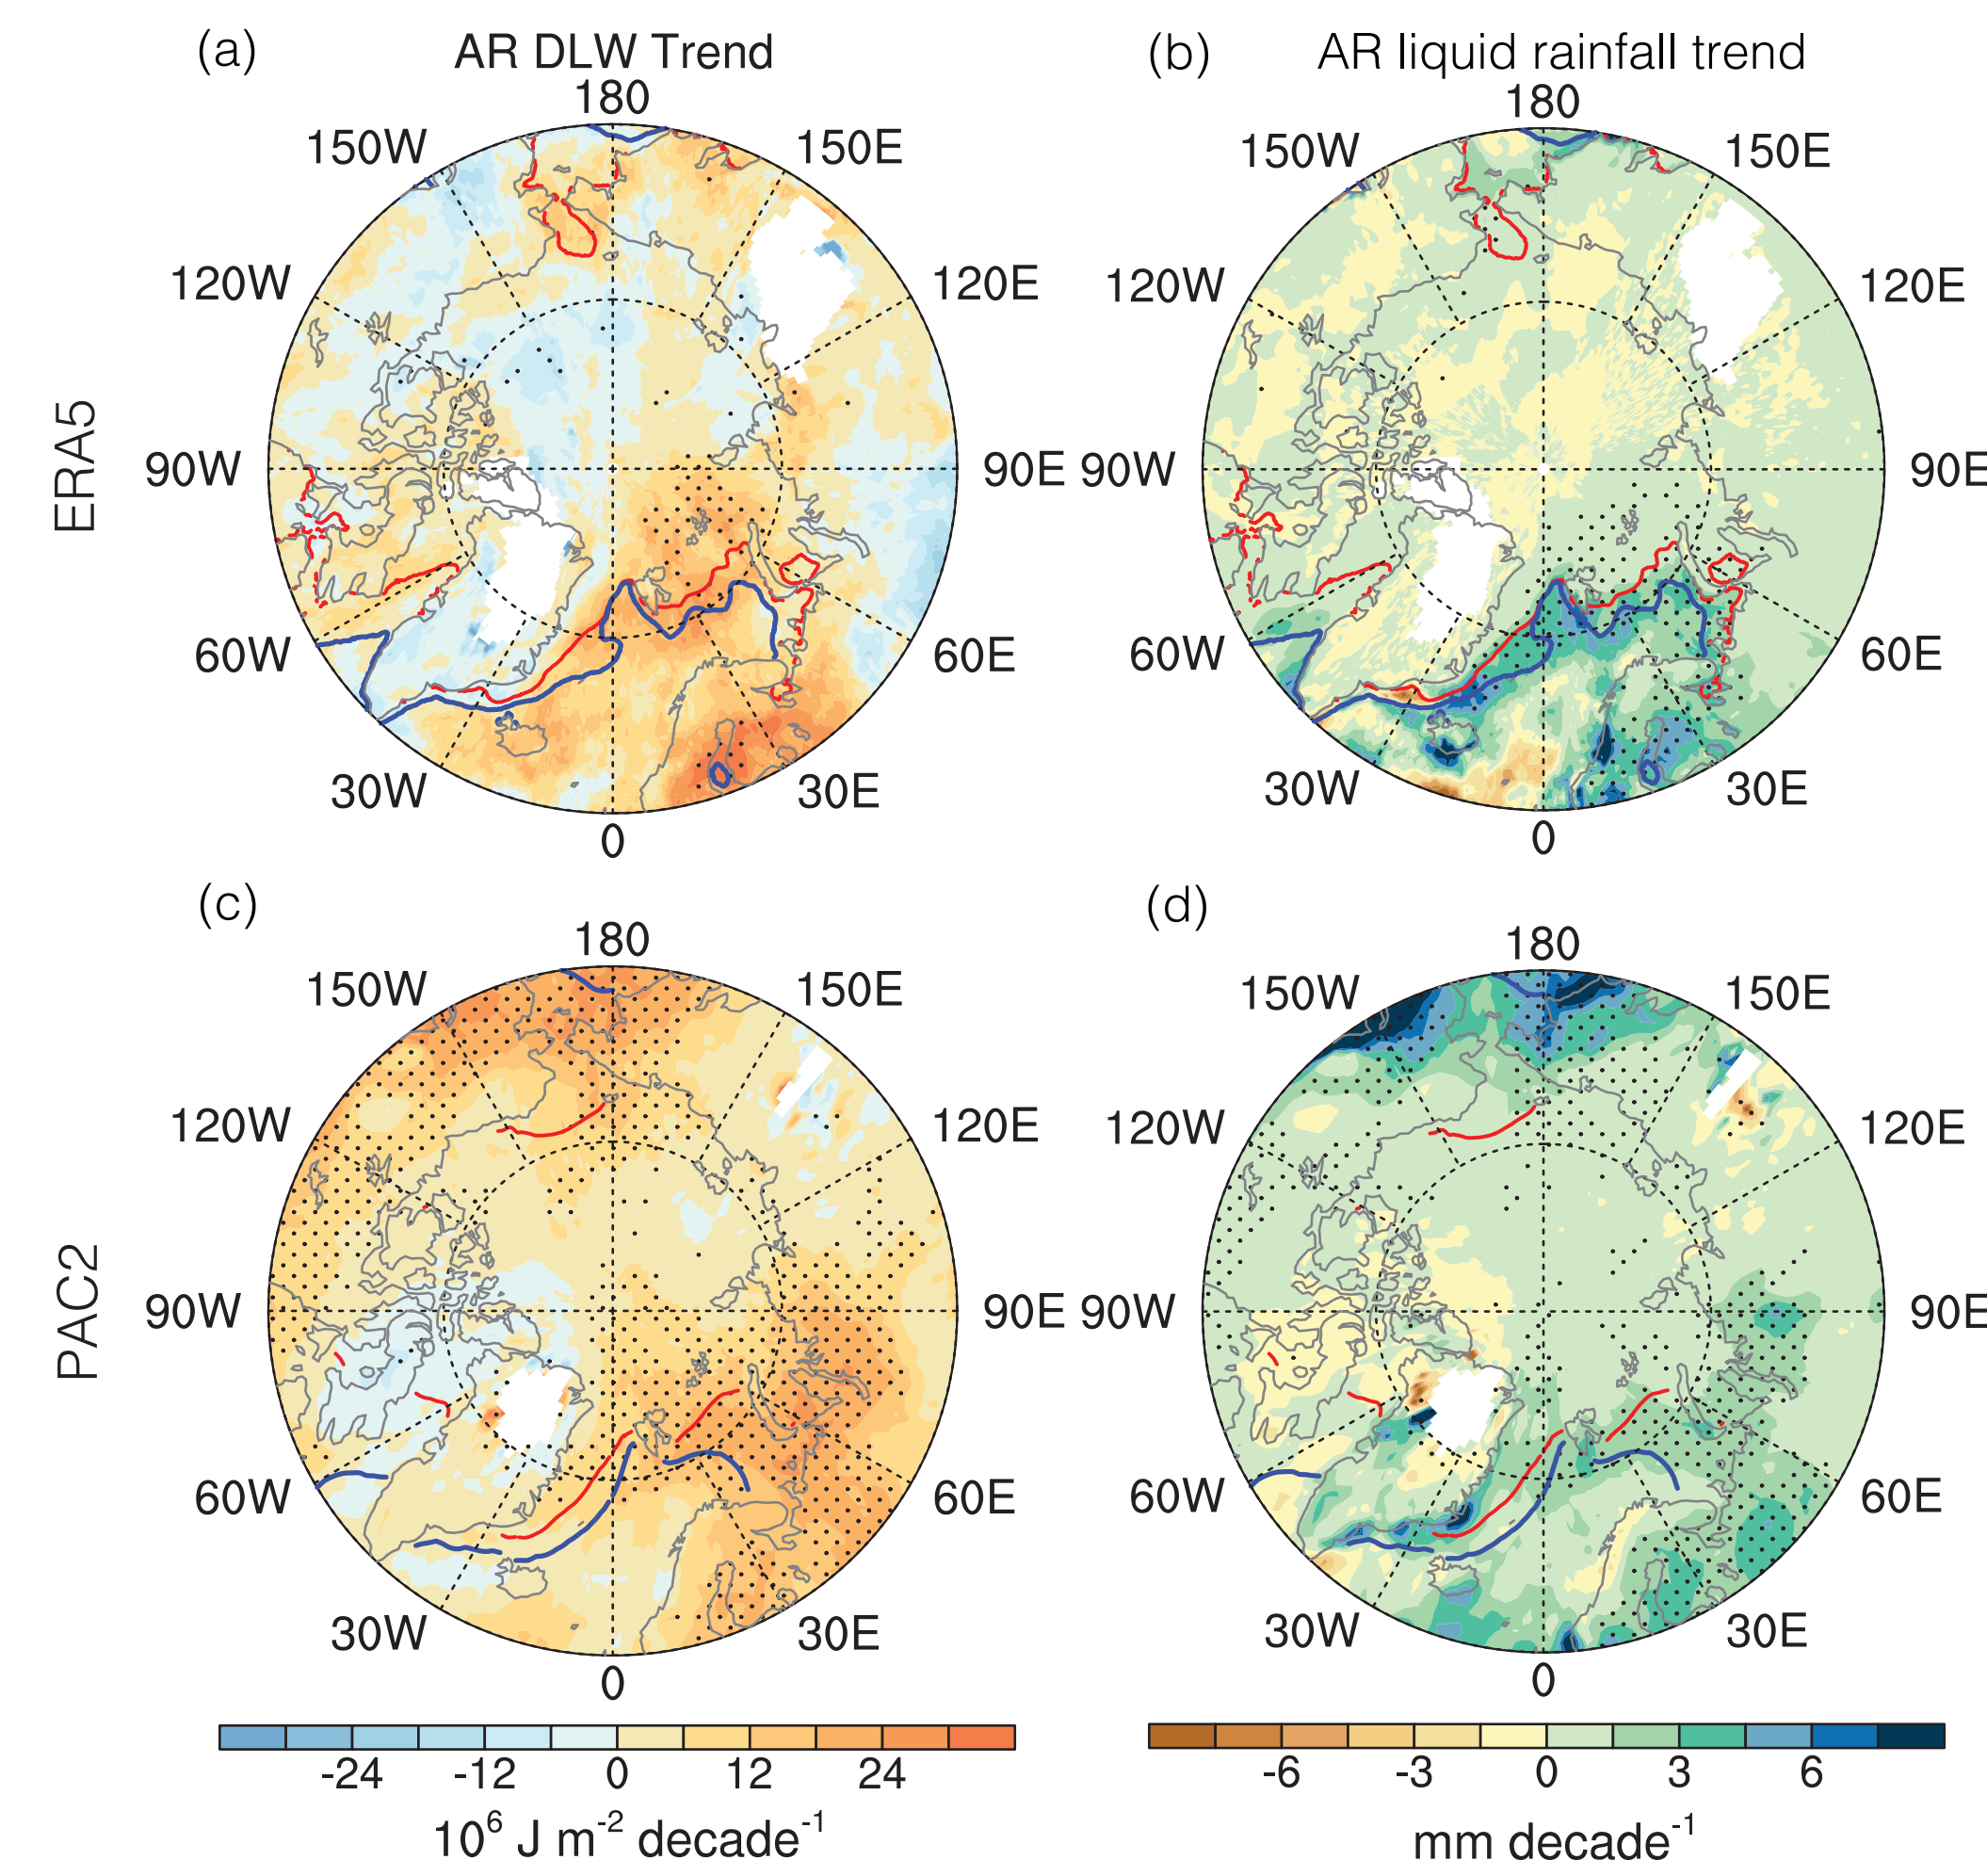 (a) AR DLW Trend
(b) AR liquid rainfall trend
ERA5
180
150W 150E
120W 120E
90W 90E
60W 60E
30W 30E
0
180
150W 150E
120W 120E
90W 90E
60W 60E
30W 30E
0
(c)
(d)
PAC2
180
150W 150E
120W 120E
90W 90E
60W 60E
30W 30E
0
180
150W 150E
120W 120E
90W 90E
60W 60E
30W 30E
0
-24 -12 0 12 24
10⁶ J m⁻² decade⁻¹
-6 -3 0 3 6
mm decade⁻¹